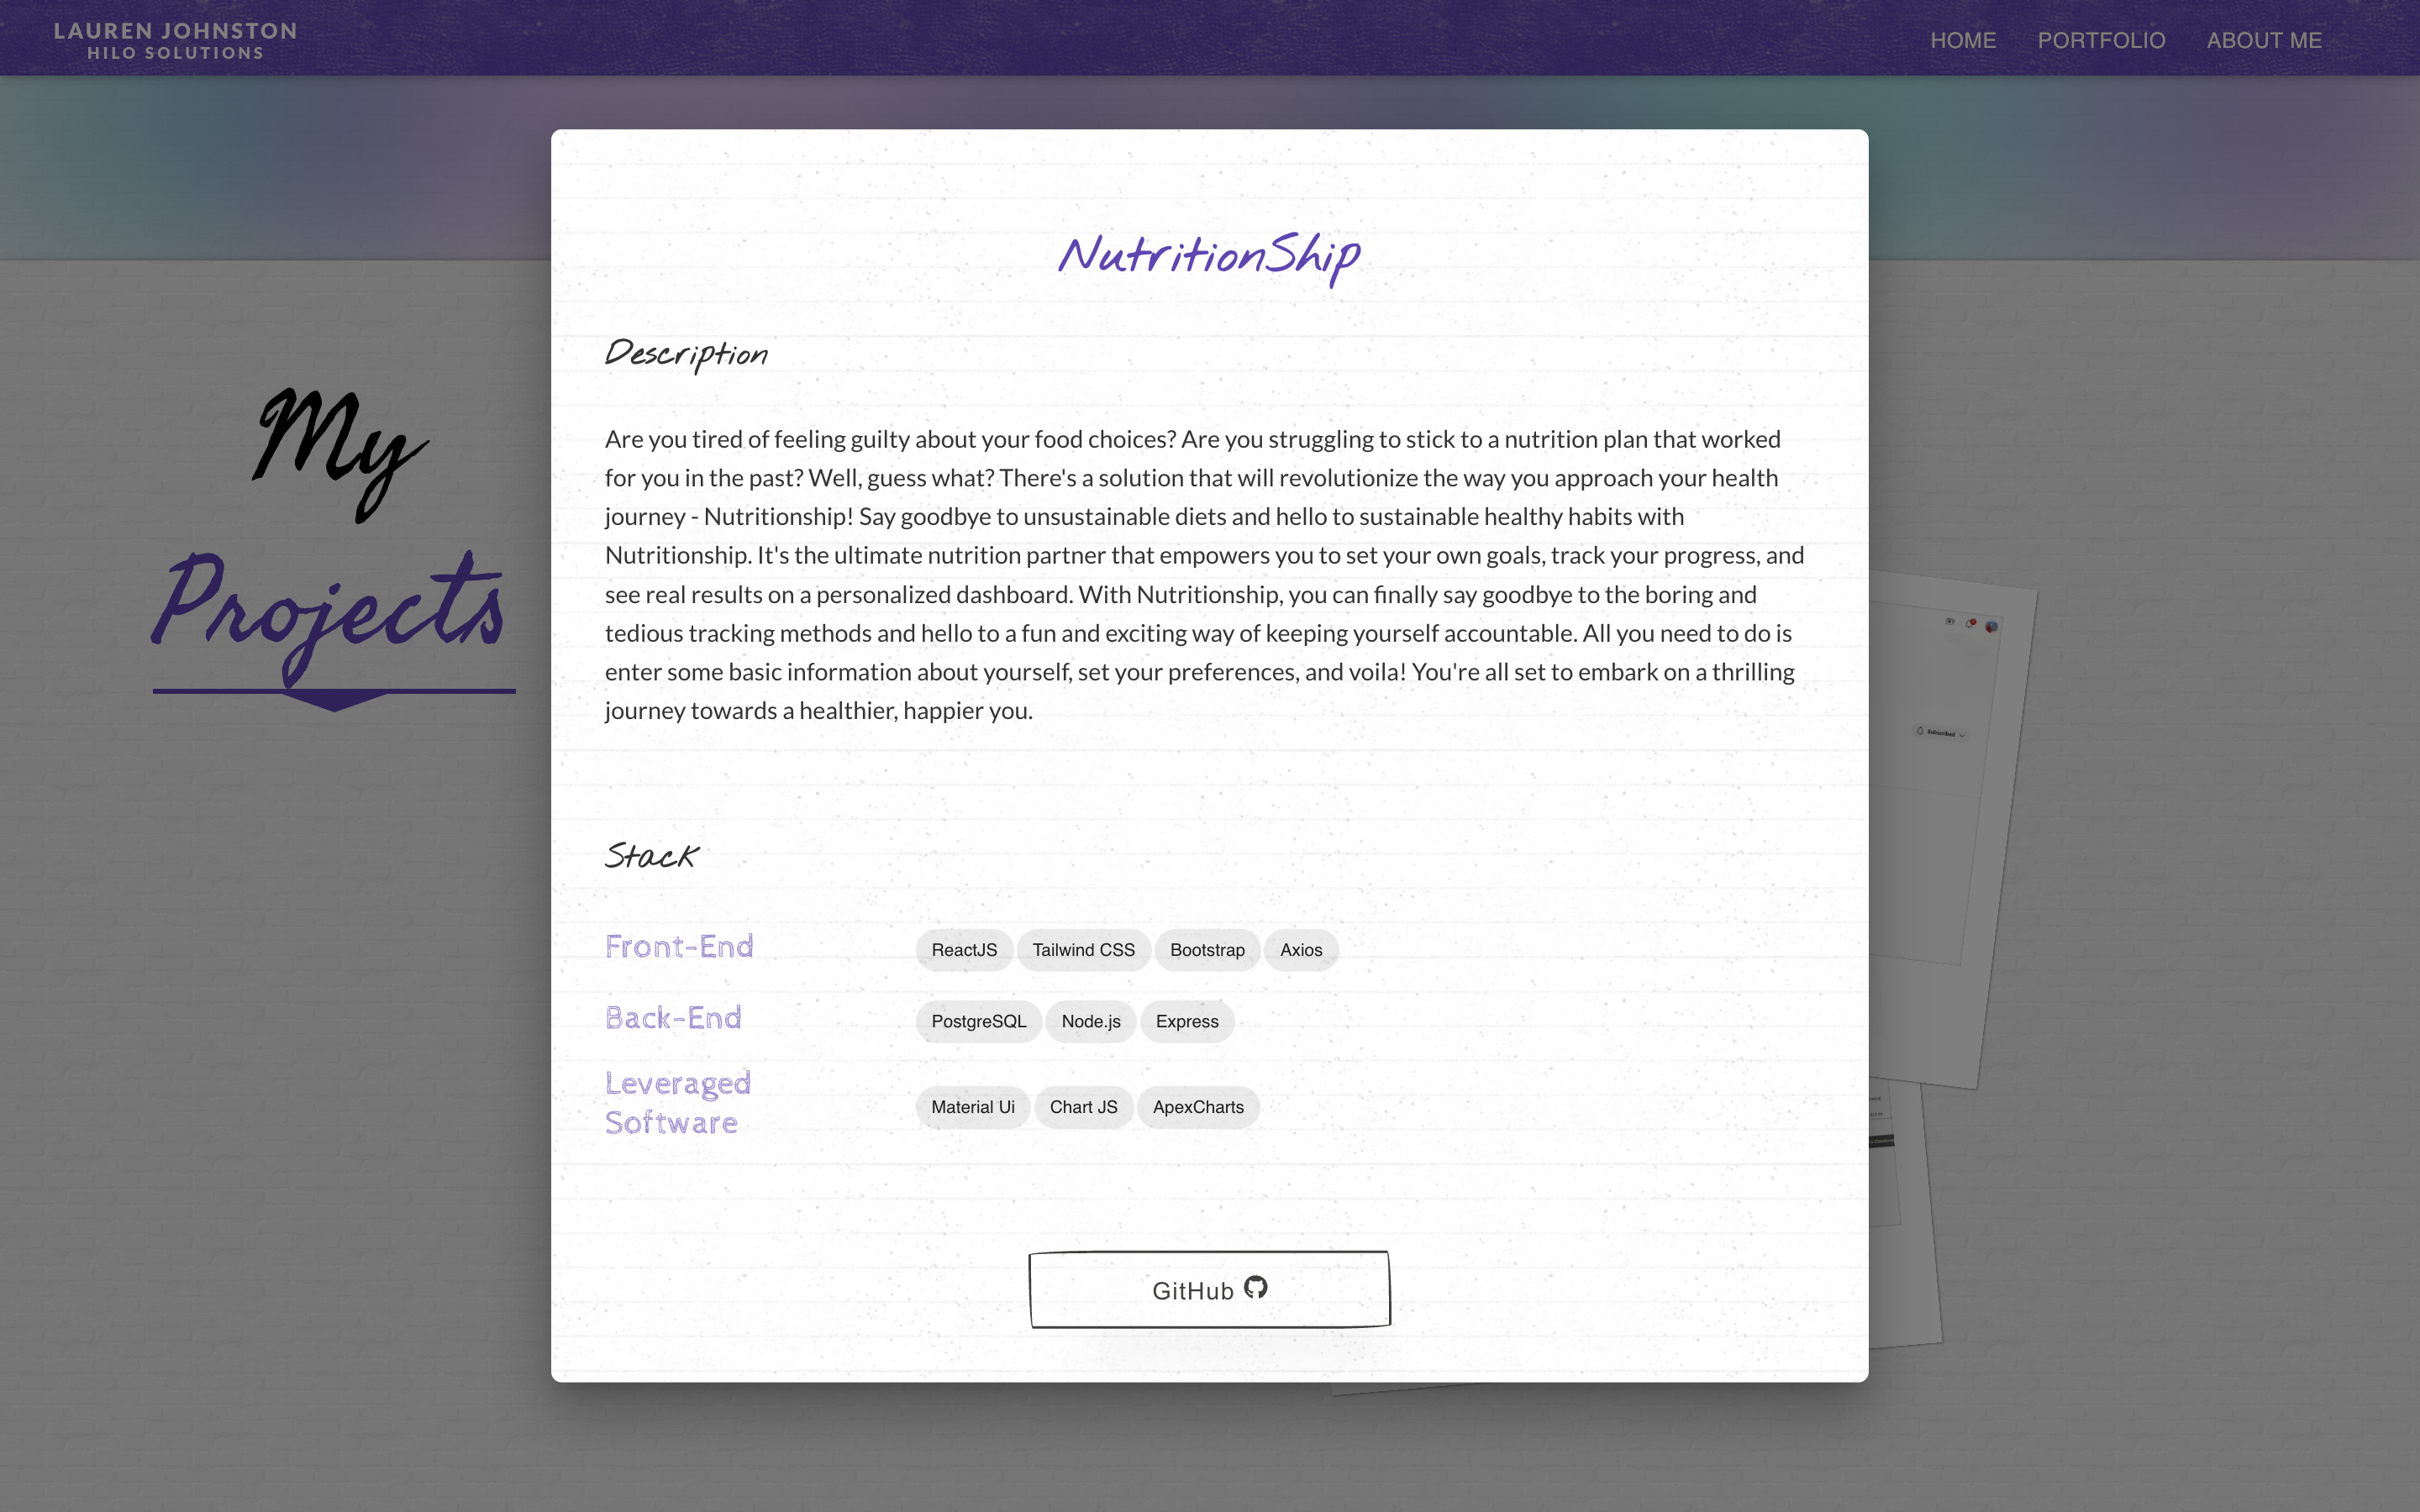 LAUREN JOHNSTON
HILO SOLUTIONS
HOME PORTFOLIO ABOUT ME
My
Projects
NutritionShip
Description
Are you tired of feeling guilty about your food choices? Are you struggling to stick to a nutrition plan that worked
for you in the past? Well, guess what? There's a solution that will revolutionize the way you approach your health
journey - Nutritionship! Say goodbye to unsustainable diets and hello to sustainable healthy habits with
Nutritionship. It's the ultimate nutrition partner that empowers you to set your own goals, track your progress, and
see real results on a personalized dashboard. With Nutritionship, you can finally say goodbye to the boring and
tedious tracking methods and hello to a fun and exciting way of keeping yourself accountable. All you need to do is
enter some basic information about yourself, set your preferences, and voila! You're all set to embark on a thrilling
journey towards a healthier, happier you.
Subscribed
Stack
Front-End ReactJS Tailwind CSS Bootstrap Axios
Back-End PostgreSQL Node.js Express
Leveraged
Software Material Ui Chart JS ApexCharts
GitHub